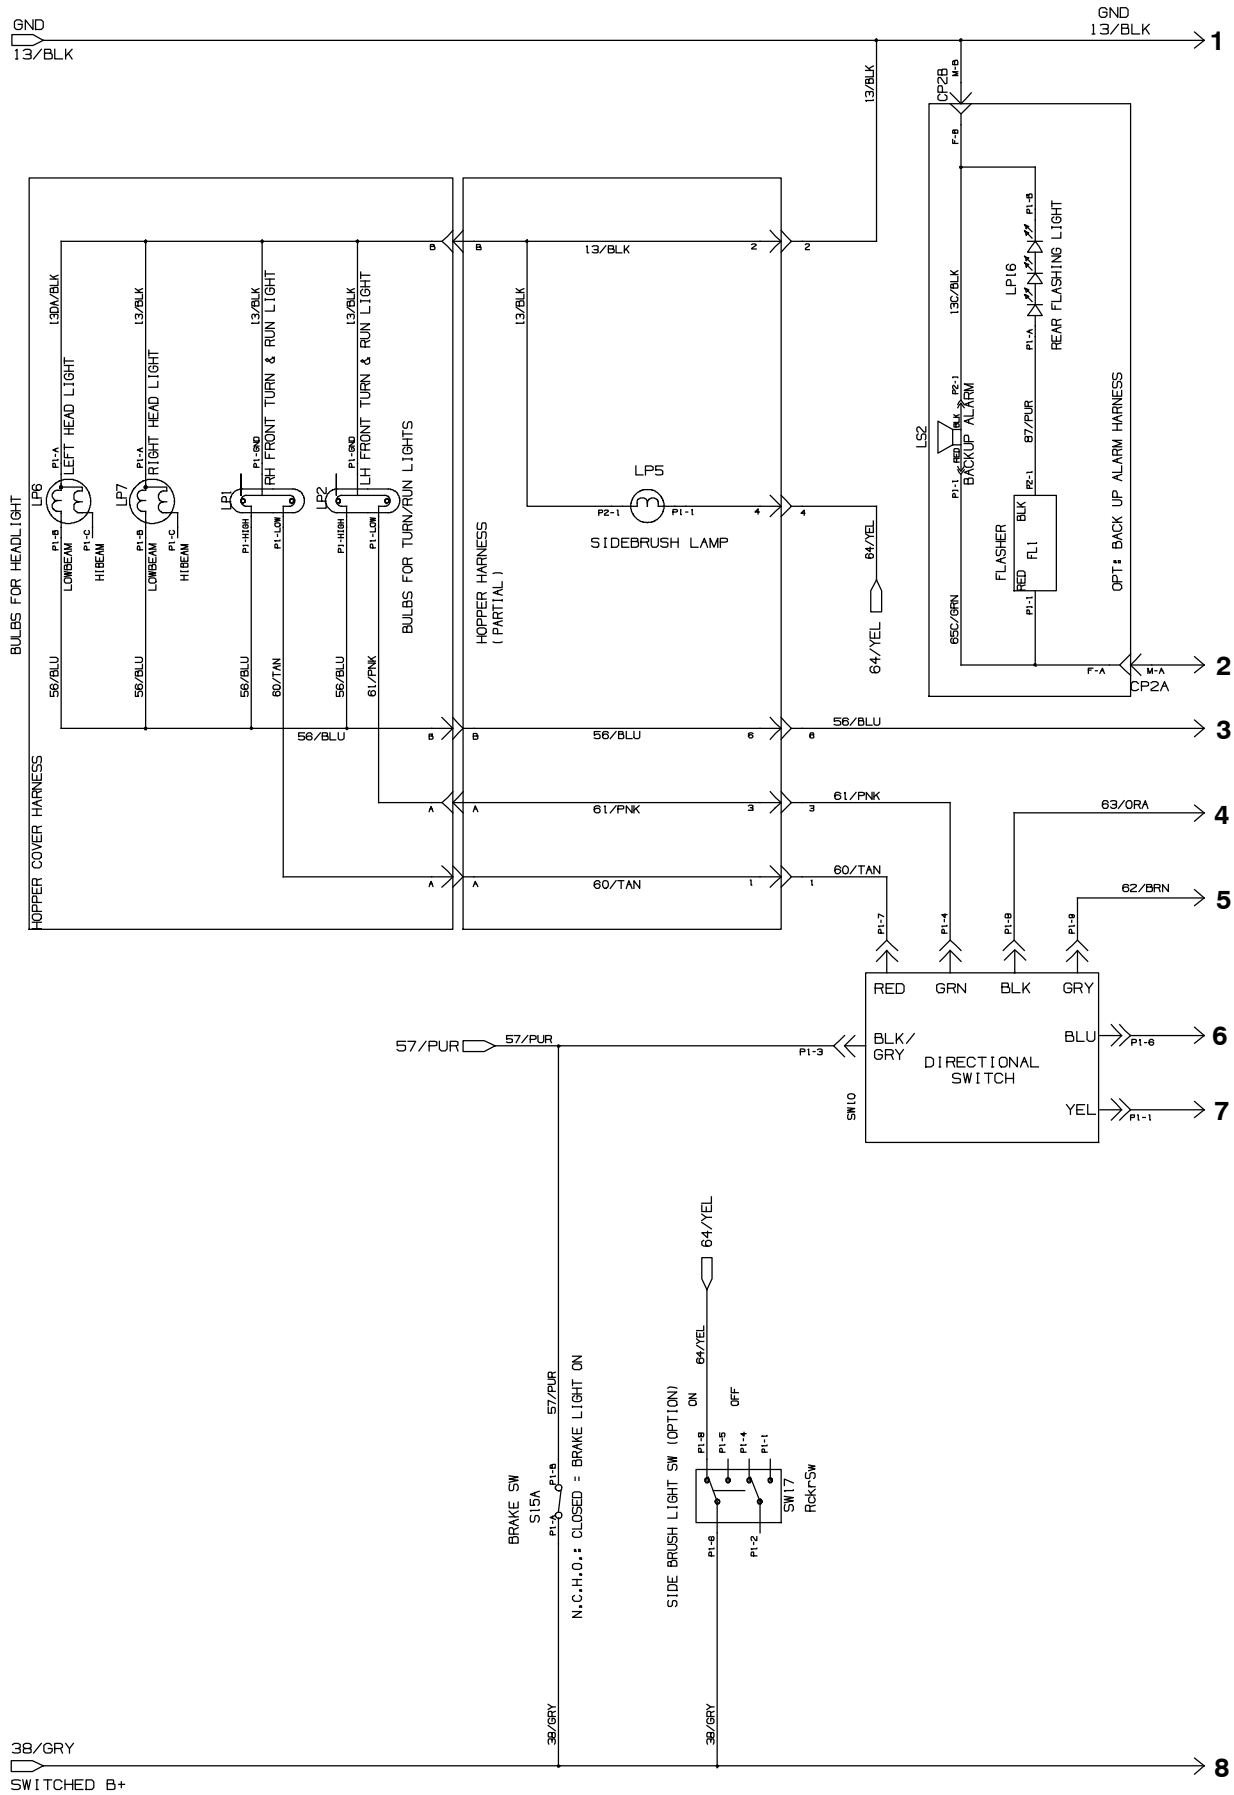 GND
13/BLK
GND
13/BLK
1
13/BLK
CP2B
M-B
F-B
B
B
13/BLK
2
2
13DA/BLK
13/BLK
13/BLK
13/BLK
13/BLK
P1-B
LP16
REAR FLASHING LIGHT
P1-A
13C/BLK
87/PUR
P2-1
LS2
BLK
RED
BACKUP ALARM
P1-1
P2-1
FLASHER
BLK
FL1
RED
P1-1
OPT: BACK UP ALARM HARNESS
65C/GRN
F-A
M-A
CP2A
2
BULBS FOR HEADLIGHT
LP6
P1-A
LEFT HEAD LIGHT
P1-B
LOWBEAM
P1-C
HIBEAM
LP7
P1-A
RIGHT HEAD LIGHT
P1-B
LOWBEAM
P1-C
HIBEAM
LP1
P1-GND
RH FRONT TURN & RUN LIGHT
P1-HIGH
P1-LOW
LP2
P1-GND
LH FRONT TURN & RUN LIGHT
P1-HIGH
P1-LOW
BULBS FOR TURN/RUN LIGHTS
HOPPER HARNESS
(PARTIAL)
LP5
P2-1
P1-1
SIDEBRUSH LAMP
4
4
64/YEL
64/YEL
56/BLU
56/BLU
56/BLU
60/TAN
56/BLU
61/PNK
56/BLU
B
B
56/BLU
6
6
56/BLU
3
HOPPER COVER HARNESS
A
A
61/PNK
3
3
61/PNK
63/ORA
4
A
A
60/TAN
1
1
60/TAN
62/BRN
5
P1-7
P1-4
P1-8
P1-9
RED
GRN
BLK
GRY
57/PUR
57/PUR
P1-3
BLK/
GRY
BLU
P1-6
6
DIRECTIONAL
SWITCH
SW10
YEL
P1-1
7
64/YEL
64/YEL
57/PUR
BRAKE SW
S15A
P1-B
P1-A
N.C.H.O.: CLOSED = BRAKE LIGHT ON
SIDE BRUSH LIGHT SW (OPTION)
ON
OFF
P1-8
P1-5
P1-4
P1-1
SW17
RckrSw
P1-6
P1-2
38/GRY
38/GRY
38/GRY
SWITCHED B+
8